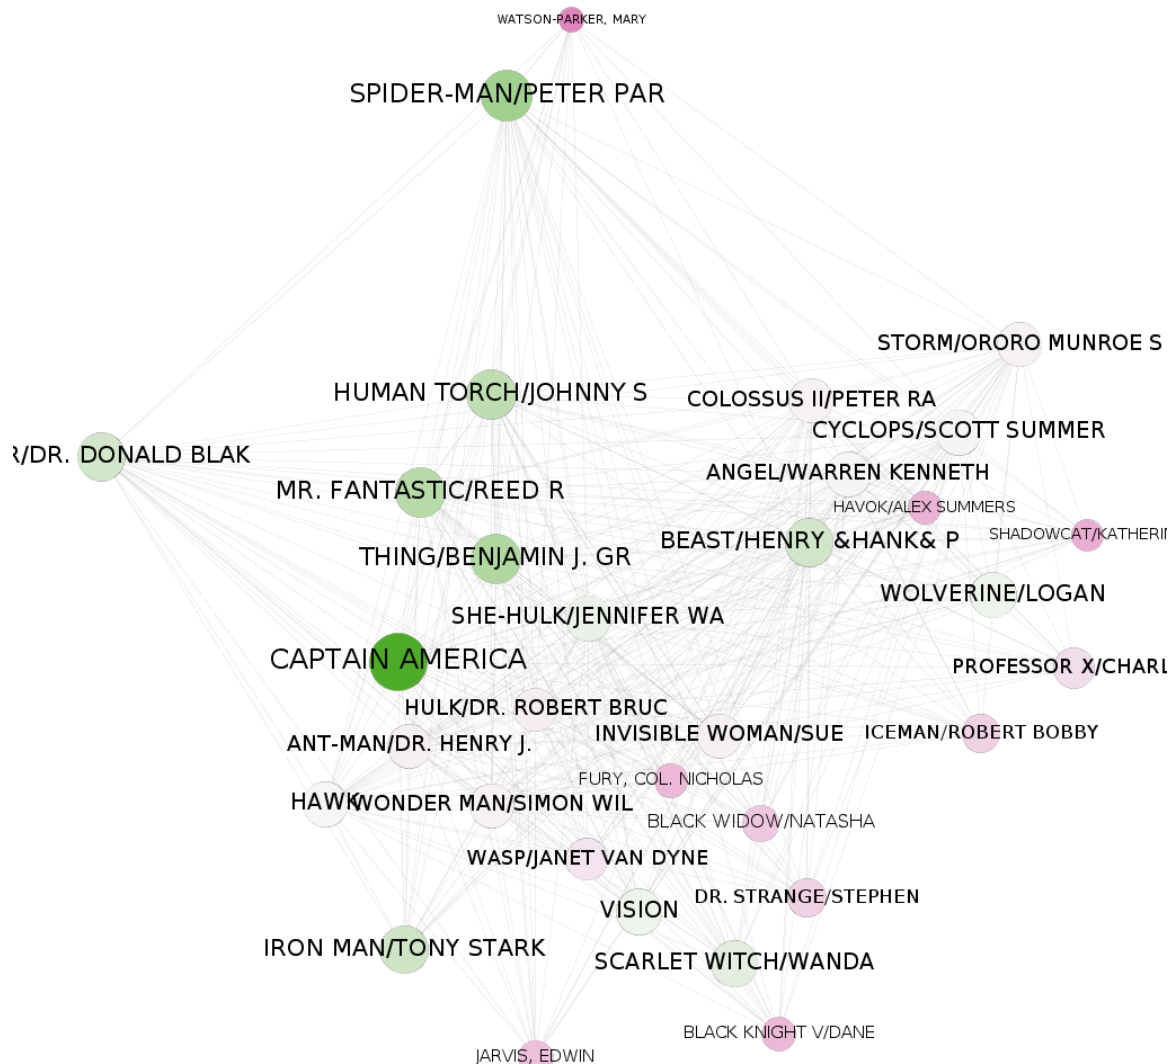 WATSON-PARKER, MARY
SPIDER-MAN/PETER PAR
STORM/ORORO MUNROE S
HUMAN TORCH/JOHNNY S
COLOSSUS II/PETER RA
CYCLOPS/SCOTT SUMMER
R/DR. DONALD BLAK
ANGEL/WARREN KENNETH
MR. FANTASTIC/REED R
HAVOK/ALEX SUMMERS
SHADOWCAT/KATHERIN
BEAST/HENRY &HANK& P
THING/BENJAMIN J. GR
WOLVERINE/LOGAN
SHE-HULK/JENNIFER WA
CAPTAIN AMERICA
PROFESSOR X/CHARL
HULK/DR. ROBERT BRUC
INVISIBLE WOMAN/SUE
ICEMAN/ROBERT BOBBY
ANT-MAN/DR. HENRY J.
FURY, COL. NICHOLAS
HAWK
WONDER MAN/SIMON WIL
BLACK WIDOW/NATASHA
WASP/JANET VAN DYNE
DR. STRANGE/STEPHEN
VISION
IRON MAN/TONY STARK
SCARLET WITCH/WANDA
BLACK KNIGHT V/DANE
JARVIS, EDWIN